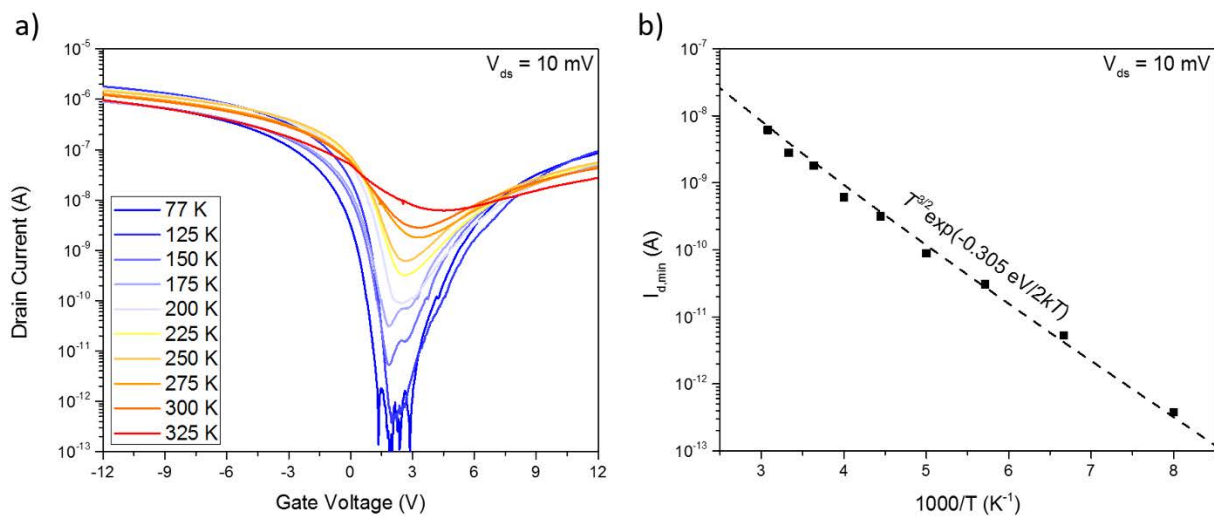 a)
V_ds = 10 mV
10^-5
10^-6
10^-7
10^-8
10^-9
10^-10
10^-11
10^-12
10^-13
Drain Current (A)
77 K
125 K
150 K
175 K
200 K
225 K
250 K
275 K
300 K
325 K
-12 -9 -6 -3 0 3 6 9 12
Gate Voltage (V)
b)
V_ds = 10 mV
10^-7
10^-8
10^-9
10^-10
10^-11
10^-12
10^-13
I_d,min (A)
T^3/2 exp(-0.305 eV/2kT)
3 4 5 6 7 8
1000/T (K^-1)